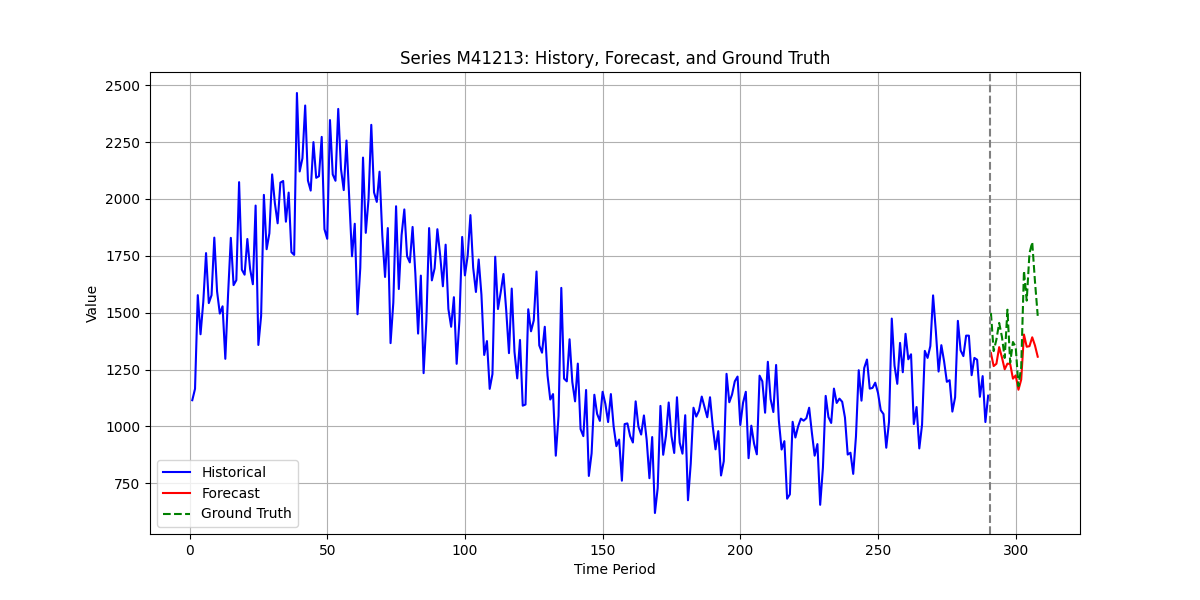 Series M41213: History, Forecast, and Ground Truth
Value
2500
2250
2000
1750
1500
1250
1000
750
Historical
Forecast
Ground Truth
0 50 100 150 200 250 300
Time Period